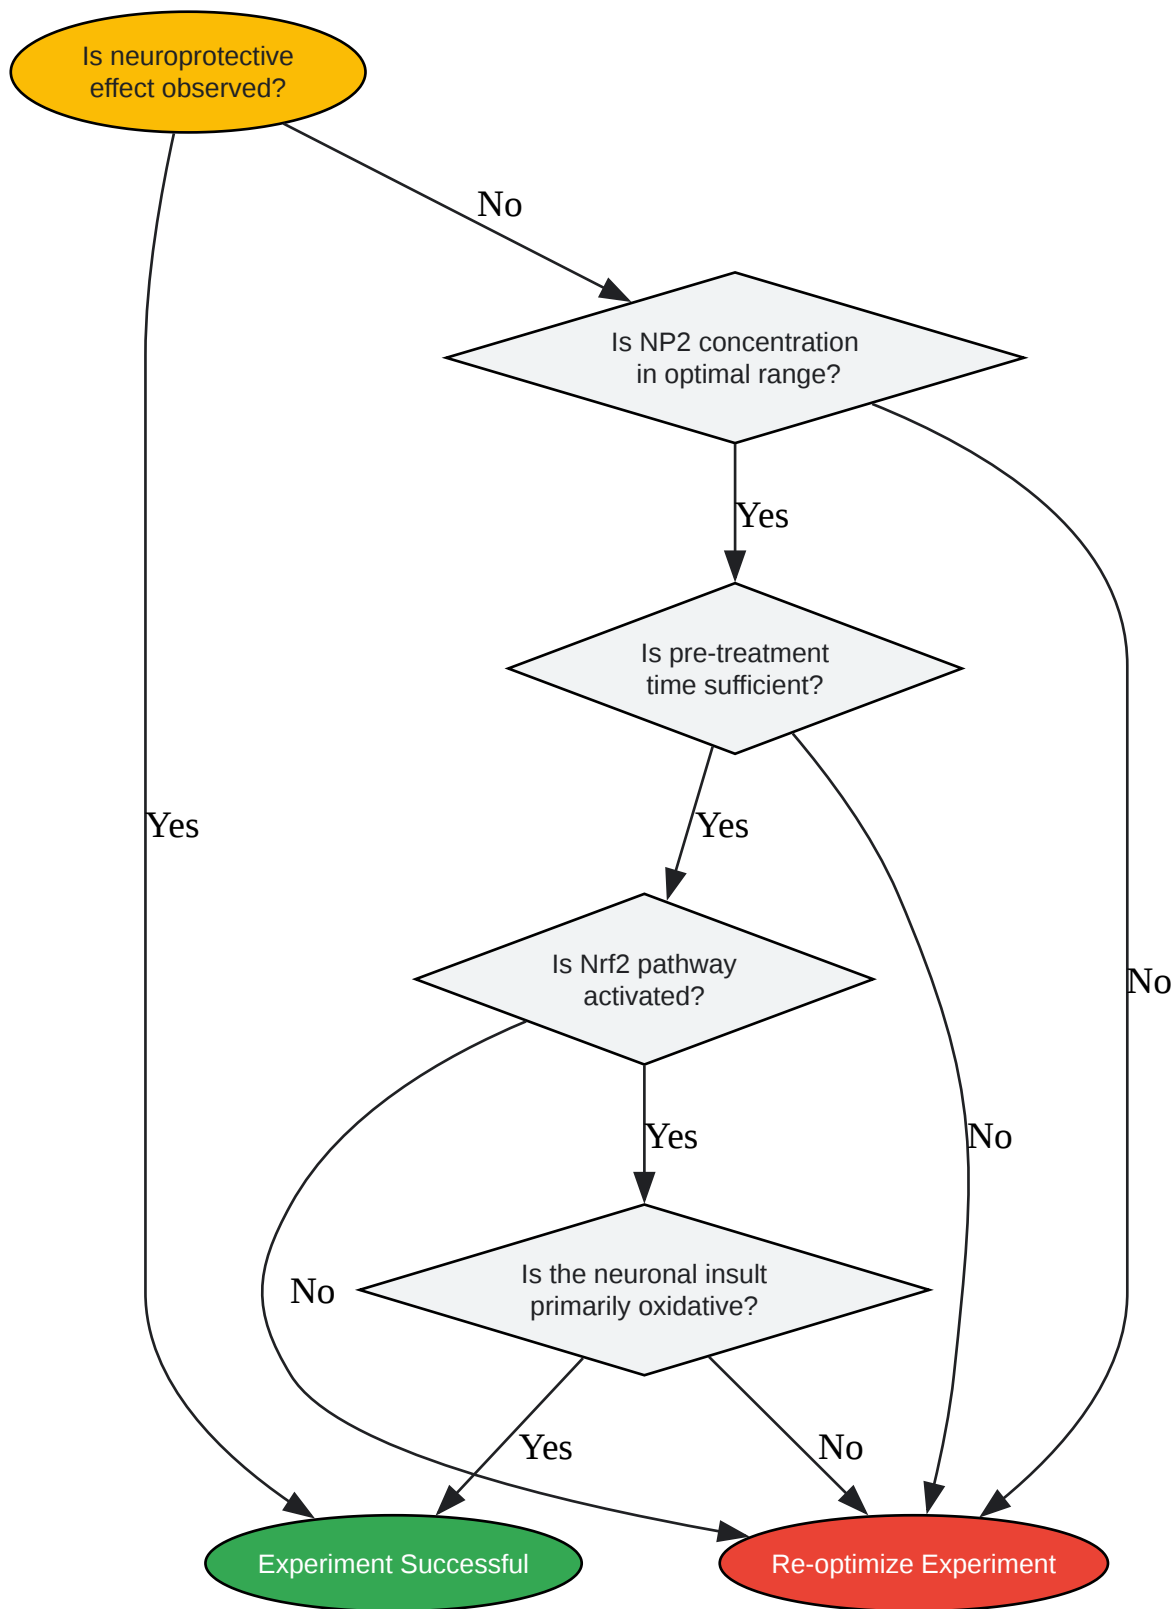 Is neuroprotective
effect observed?
No
Is NP2 concentration
in optimal range?
Yes
Is pre-treatment
time sufficient?
Yes
Yes
Is Nrf2 pathway
activated?
No
Yes
No
Is the neuronal insult
primarily oxidative?
No
Yes
No
Experiment Successful
Re-optimize Experiment